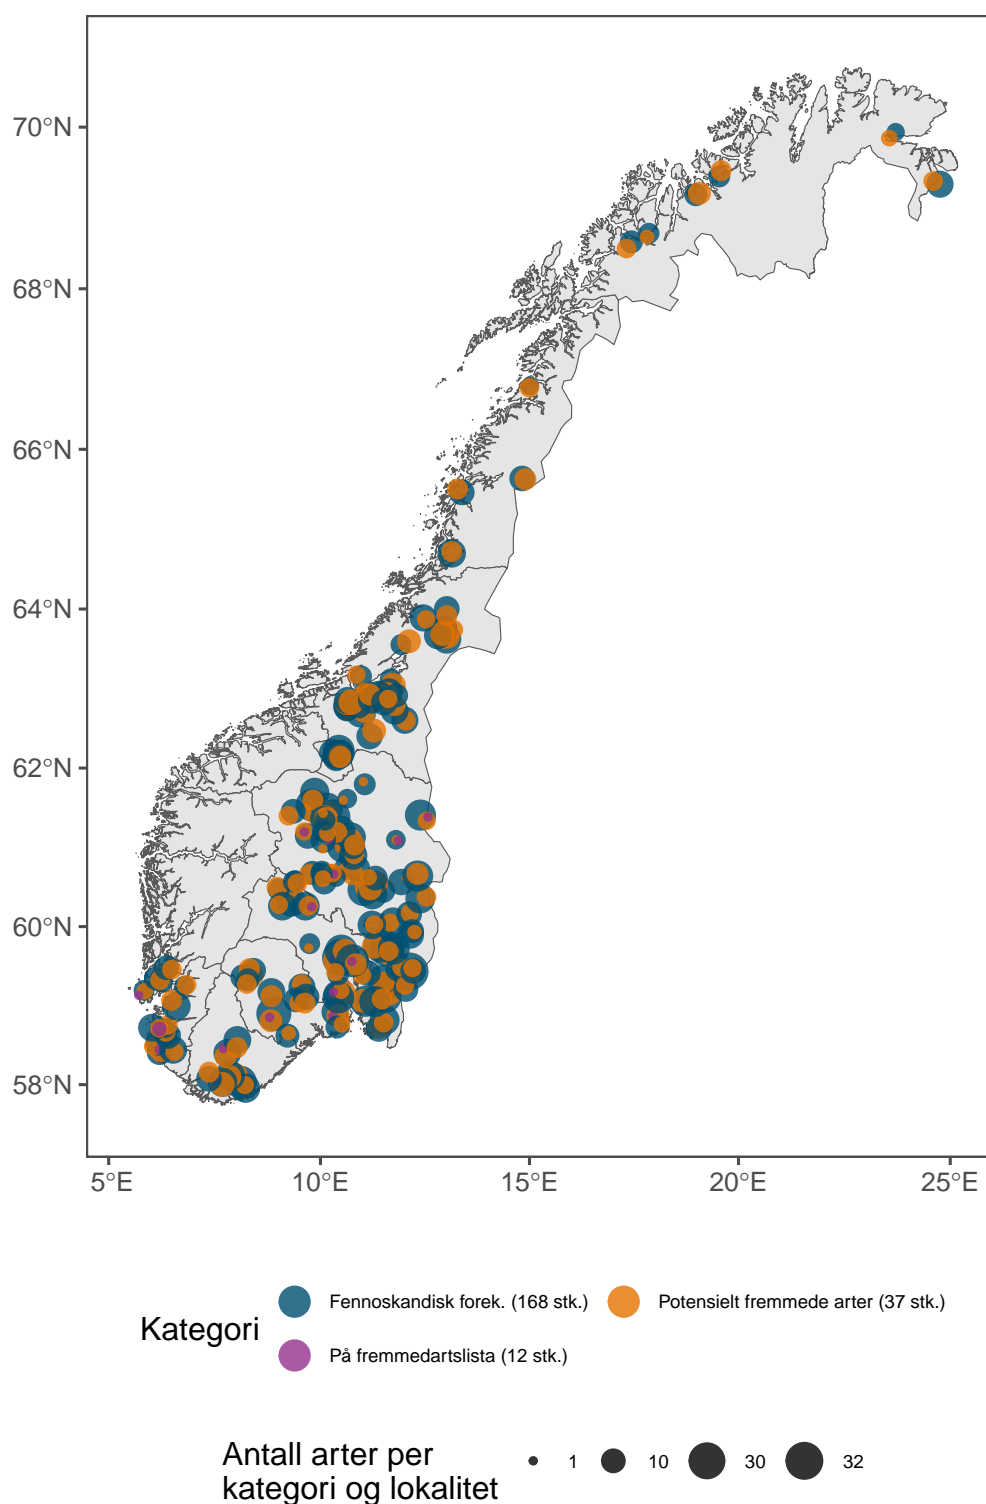 70°N
68°N
66°N
64°N
62°N
60°N
58°N
5°E 10°E 15°E 20°E 25°E
Kategori
Fennoskandisk forek. (168 stk.) Potensielt fremmede arter (37 stk.)
På fremmedartslista (12 stk.)
Antall arter per
kategori og lokalitet
1 10 30 32